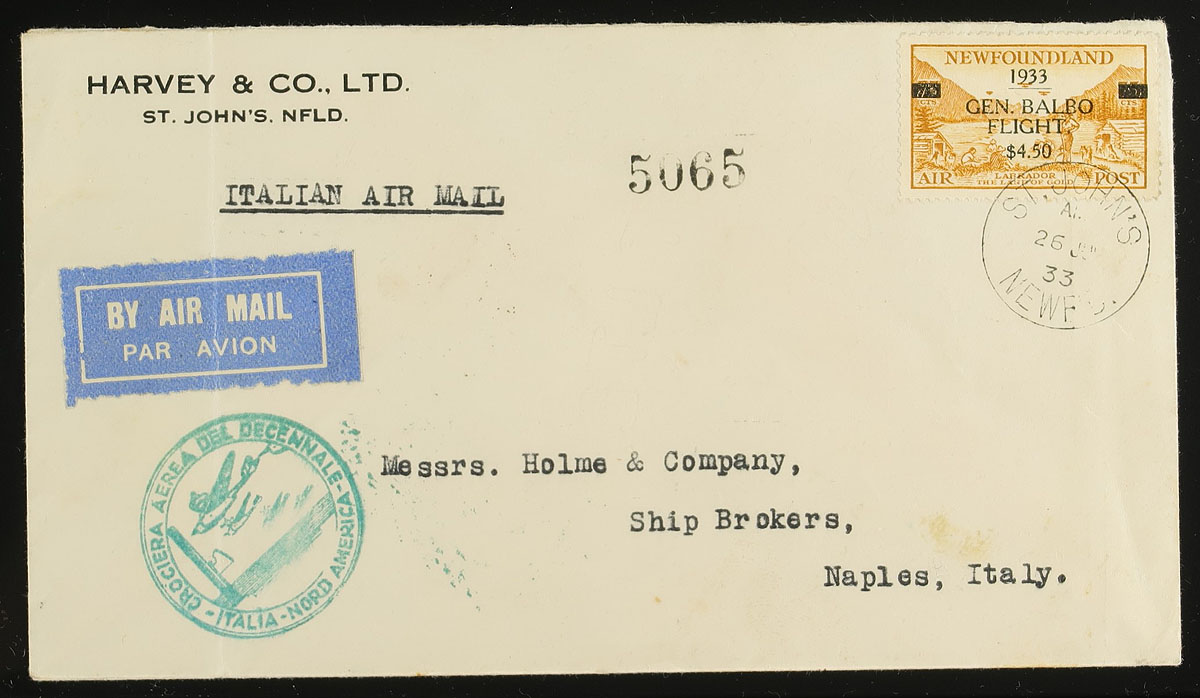 HARVEY & CO., LTD.
ST. JOHN'S, NFLD.
ITALIAN AIR MAIL
5065
NEWFOUNDLAND
1933
GEN. BALBO
FLIGHT
$4.50
AIR LABRADOR POST
THE LAND OF GOLD
ST. JOHN'S
26
33
BY AIR MAIL
PAR AVION
CROCIERA AEREA DEL DECENNALE-
-ITALIA-NORD AMERICA
Messrs. Holme & Company,
Ship Brokers,
Naples, Italy.